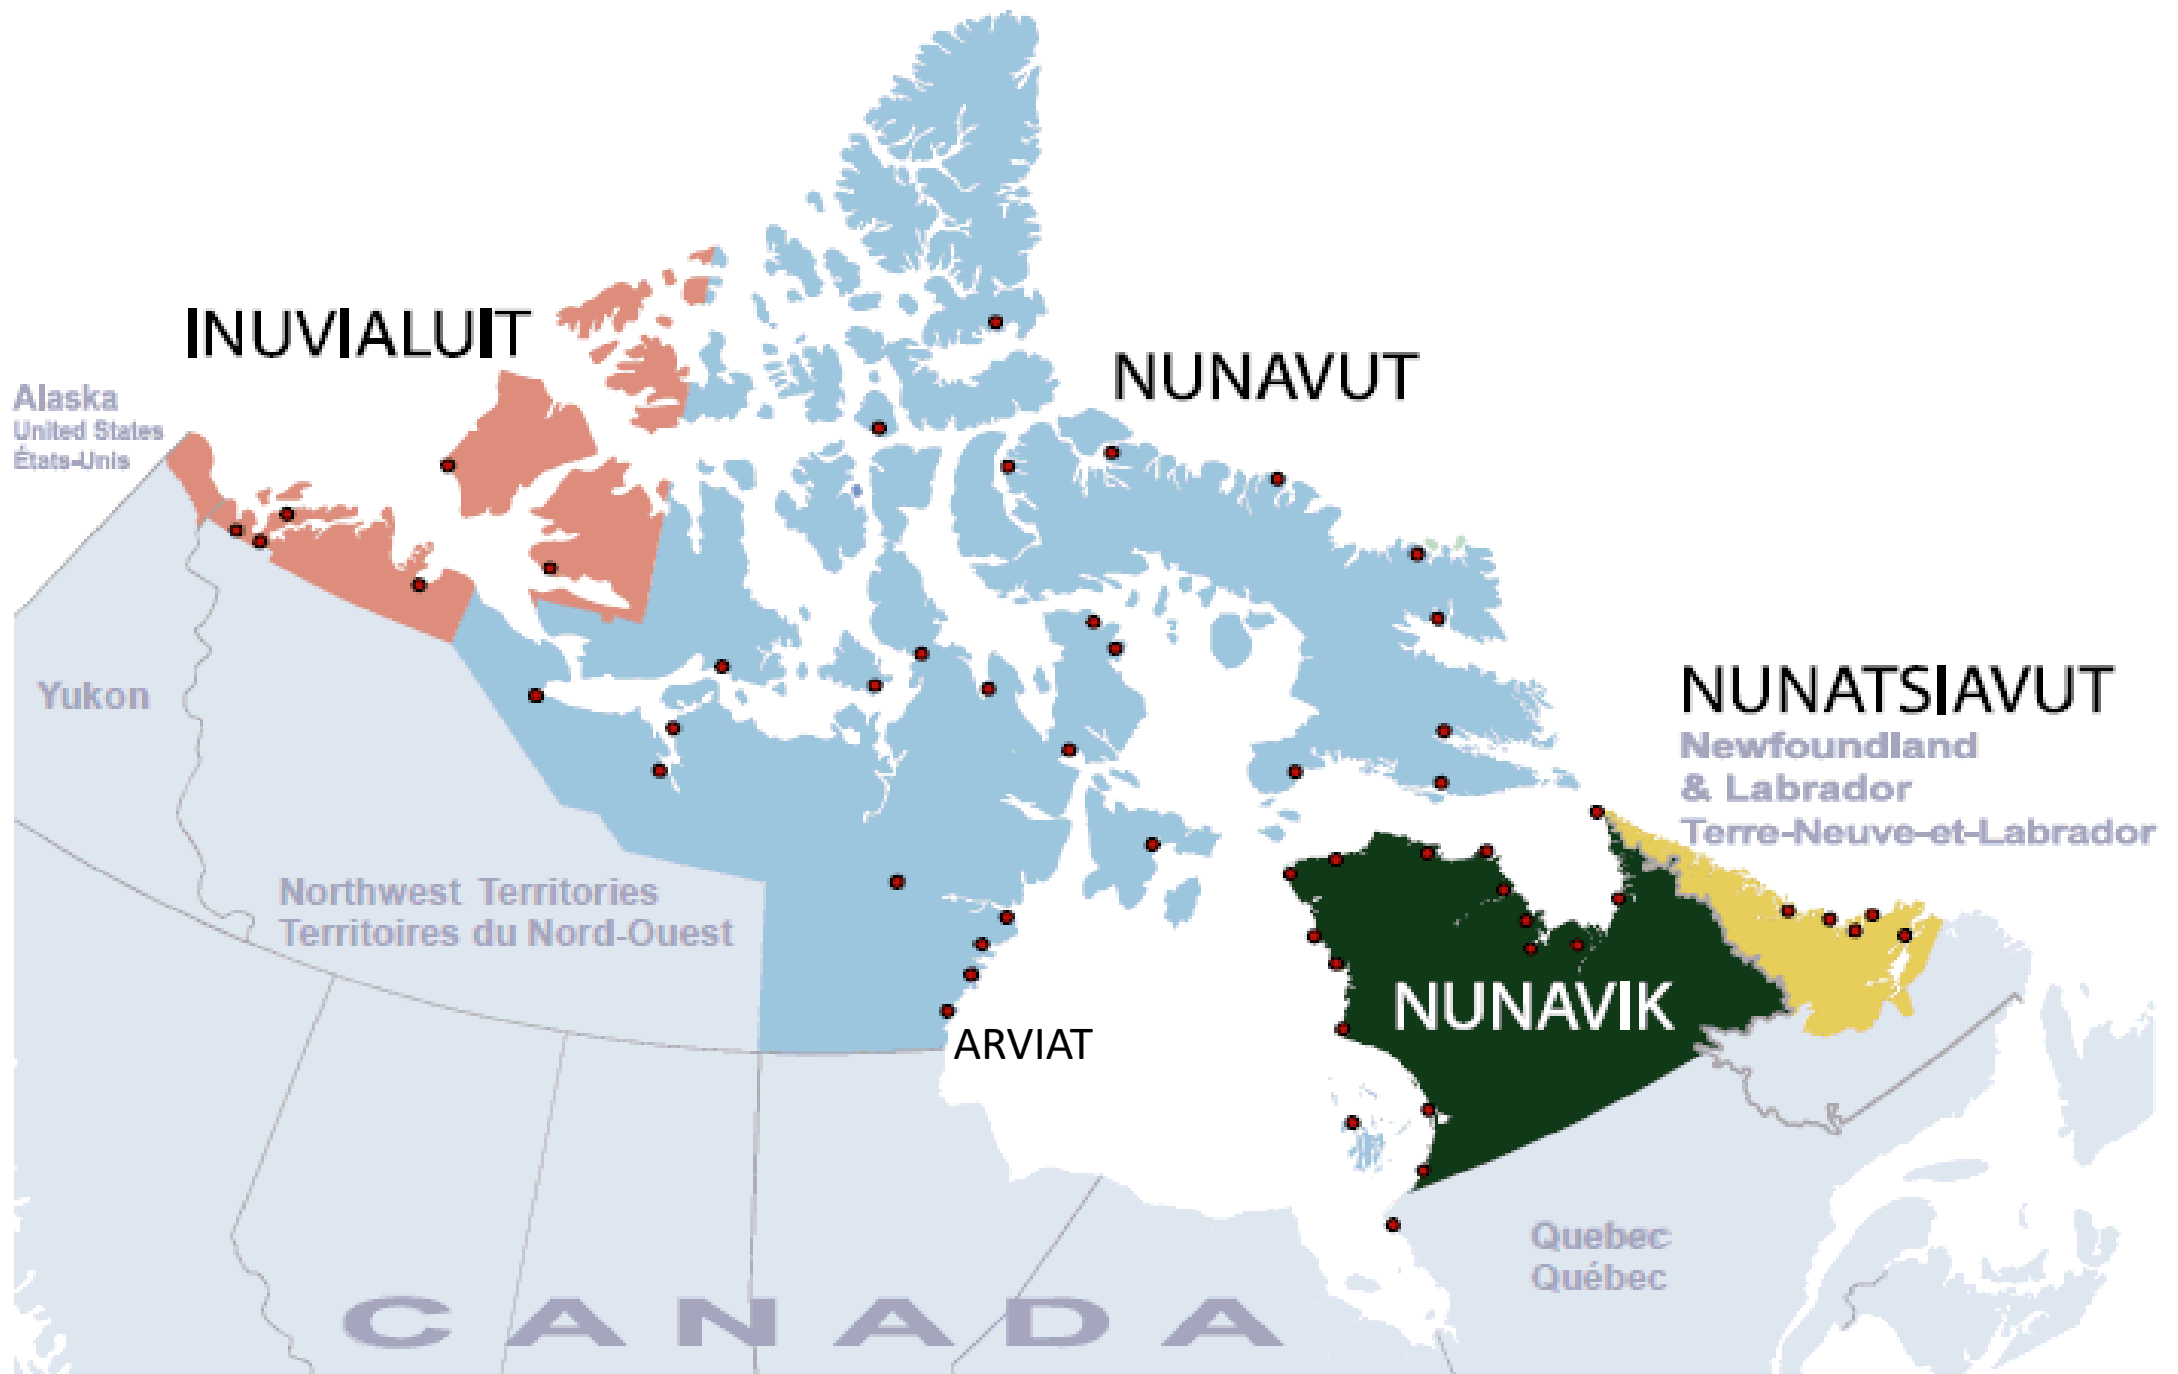 INUVIALUIT
NUNAVUT
Alaska
United States
États-Unis
NUNATSIAVUT
Newfoundland
& Labrador
Terre-Neuve-et-Labrador
Yukon
Northwest Territories
Territoires du Nord-Ouest
NUNAVIK
ARVIAT
Quebec
Québec
CANADA